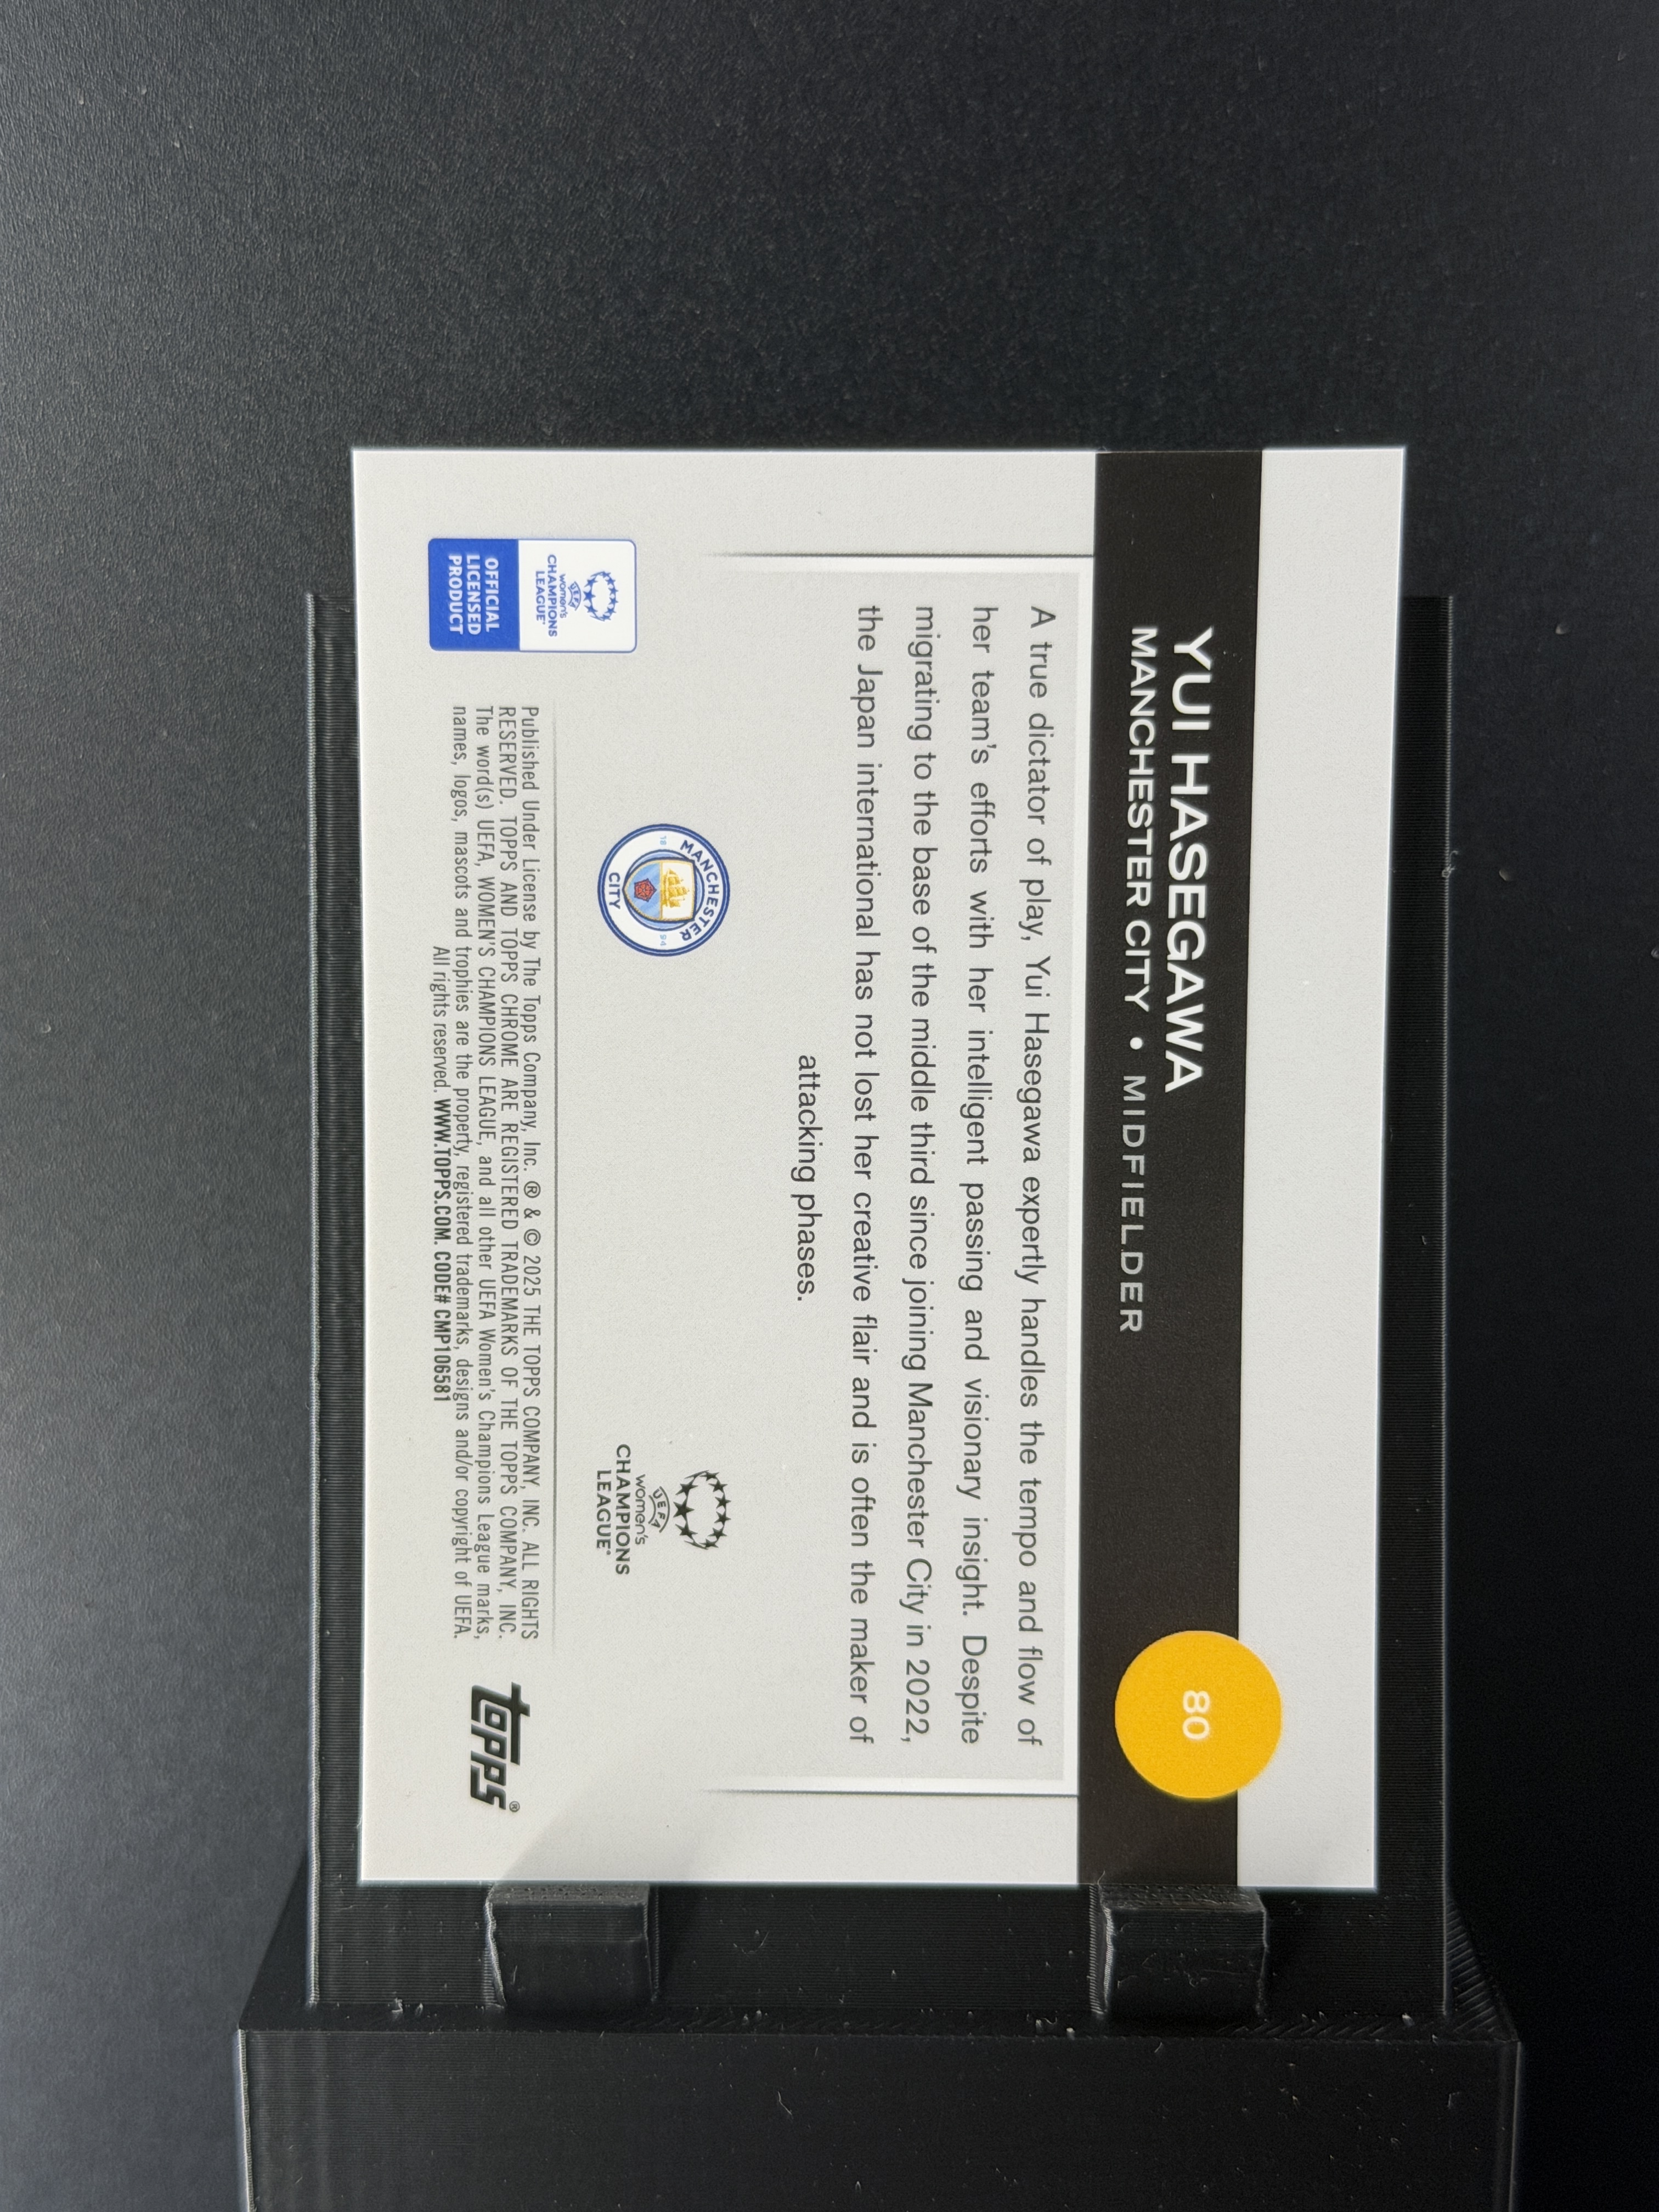 YUI HASEGAWA
MANCHESTER CITY • MIDFIELDER
80
A true dictator of play, Yui Hasegawa expertly handles the tempo and flow of
her team's efforts with her intelligent passing and visionary insight. Despite
migrating to the base of the middle third since joining Manchester City in 2022,
the Japan international has not lost her creative flair and is often the maker of
attacking phases.
MANCHESTER
18 94
CITY
UEFA
women's
CHAMPIONS
LEAGUE
UEFA
women's
CHAMPIONS
LEAGUE
OFFICIAL
LICENSED
PRODUCT
Published Under License by The Topps Company, Inc. ® & © 2025 THE TOPPS COMPANY, INC. ALL RIGHTS
RESERVED. TOPPS AND TOPPS CHROME ARE REGISTERED TRADEMARKS OF THE TOPPS COMPANY, INC.
The word(s) UEFA, WOMEN'S CHAMPIONS LEAGUE, and all other UEFA Women's Champions League marks,
names, logos, mascots and trophies are the property, registered trademarks, designs and/or copyright of UEFA.
All rights reserved. WWW.TOPPS.COM. CODE# CMP106581
topps®